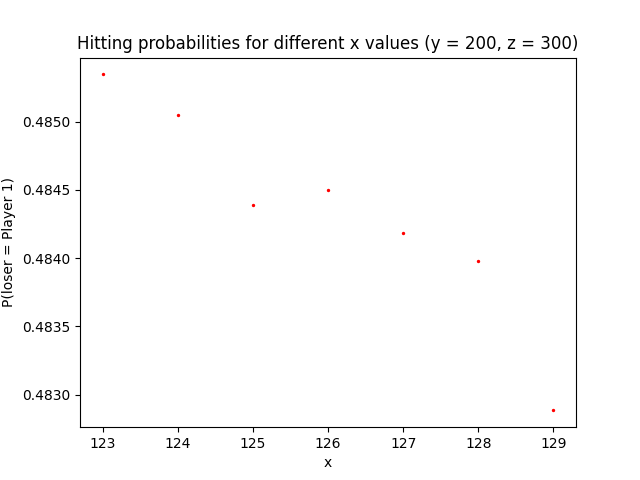 Hitting probabilities for different x values (y = 200, z = 300)
P(loser = Player 1)
0.4850
0.4845
0.4840
0.4835
0.4830
123 124 125 126 127 128 129
x